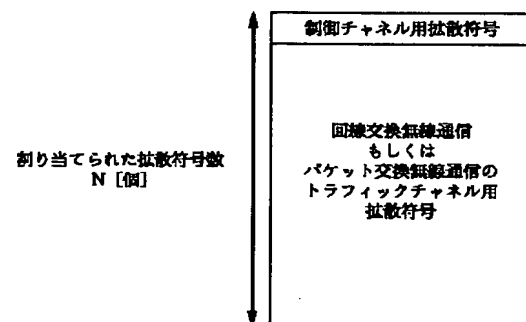 制御チャネル用拡散符号
回線交換無線通信
もしくは
パケット交換無線通信の
トラフィックチャネル用
拡散符号
割り当てられた拡散符号数
N [個]